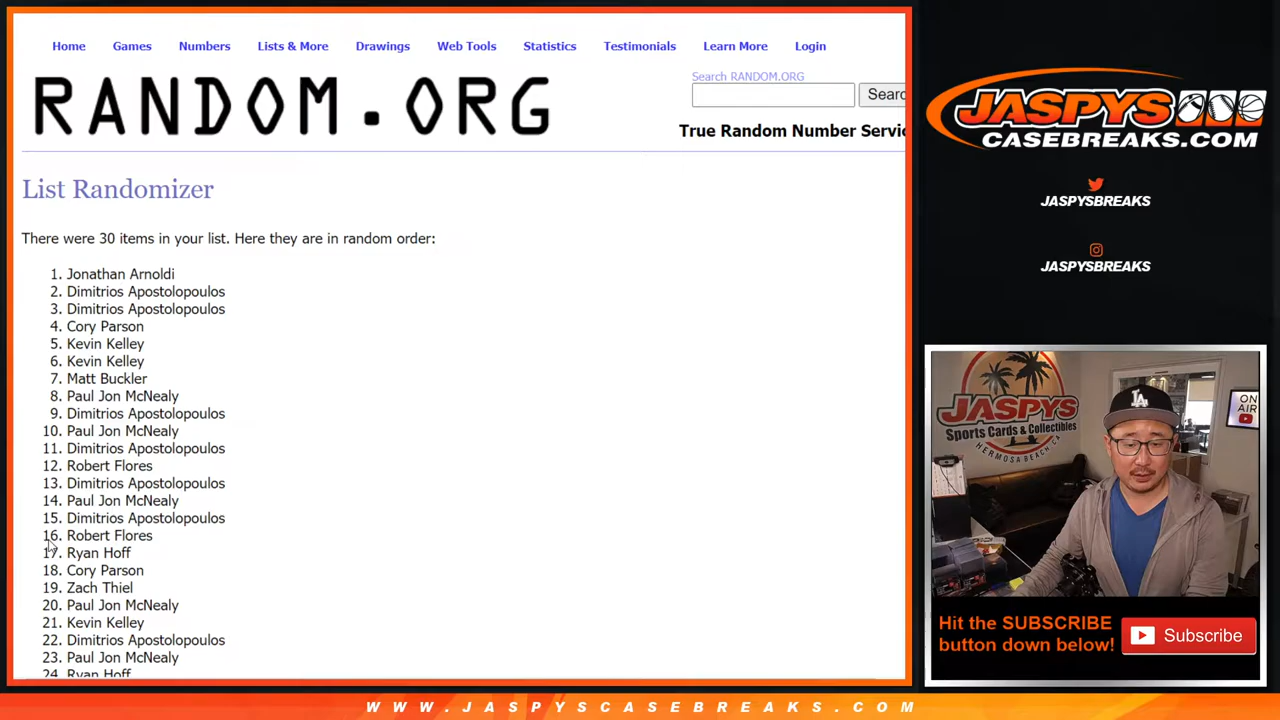 Home Games Numbers Lists & More Drawings Web Tools Statistics Testimonials Learn More Login
RANDOM.ORG
Search RANDOM.ORG
Searc
True Random Number Servic
List Randomizer
There were 30 items in your list. Here they are in random order:
1. Jonathan Arnoldi
2. Dimitrios Apostolopoulos
3. Dimitrios Apostolopoulos
4. Cory Parson
5. Kevin Kelley
6. Kevin Kelley
7. Matt Buckler
8. Paul Jon McNealy
9. Dimitrios Apostolopoulos
10. Paul Jon McNealy
11. Dimitrios Apostolopoulos
12. Robert Flores
13. Dimitrios Apostolopoulos
14. Paul Jon McNealy
15. Dimitrios Apostolopoulos
16. Robert Flores
17. Ryan Hoff
18. Cory Parson
19. Zach Thiel
20. Paul Jon McNealy
21. Kevin Kelley
22. Dimitrios Apostolopoulos
23. Paul Jon McNealy
24. Ryan Hoff
JASPYS
CASEBREAKS.COM
JASPYSBREAKS
JASPYSBREAKS
JASPYS
Sports Cards & Collectibles
HERMOSA BEACH CA
LA
ON
AIR
Hit the SUBSCRIBE
button down below!
Subscribe
WWW.JASPYSCASEBREAKS.COM